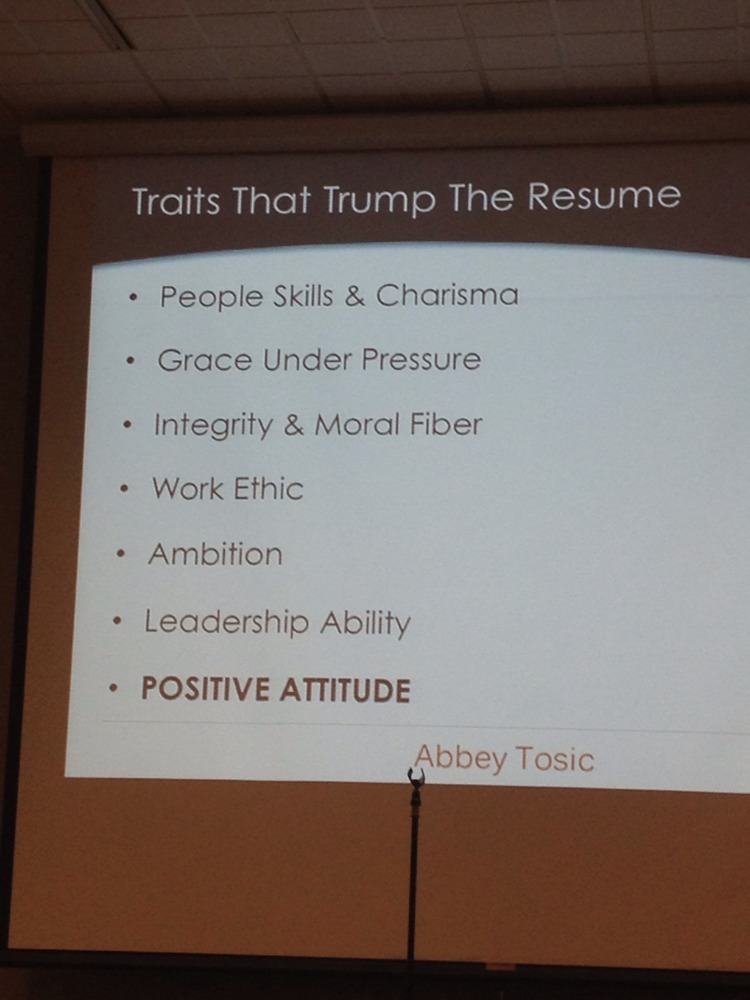 Traits That Trump The Resume
• People Skills & Charisma
• Grace Under Pressure
• Integrity & Moral Fiber
• Work Ethic
• Ambition
• Leadership Ability
• POSITIVE ATTITUDE
Abbey Tosic